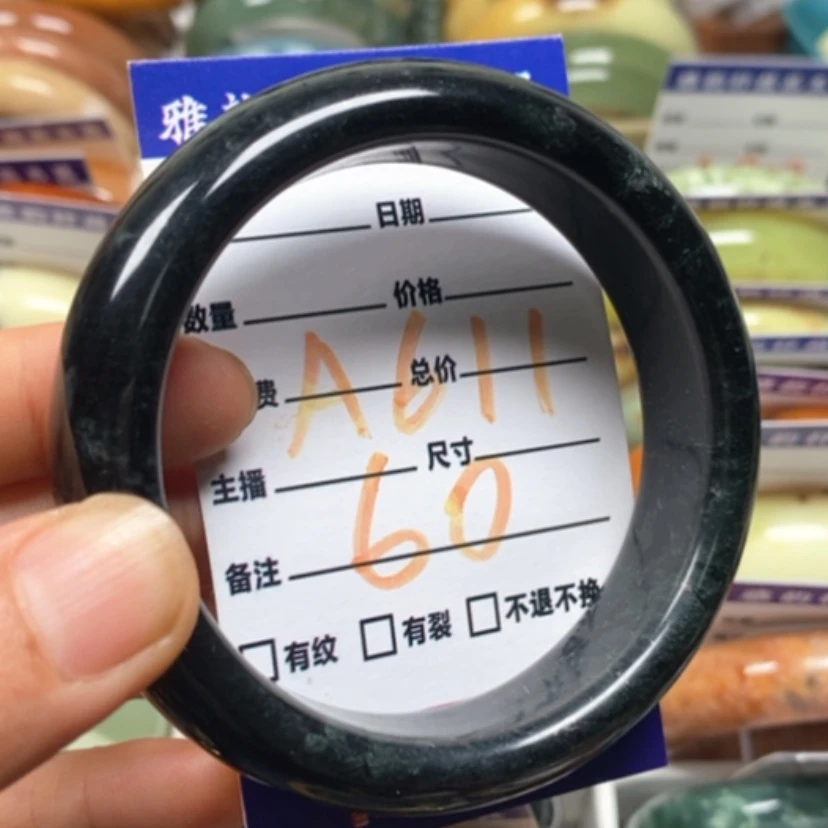 雅
日期
数量 价格
A611
费 总价
主播 尺寸
60
备注
有纹 有裂 不退不换